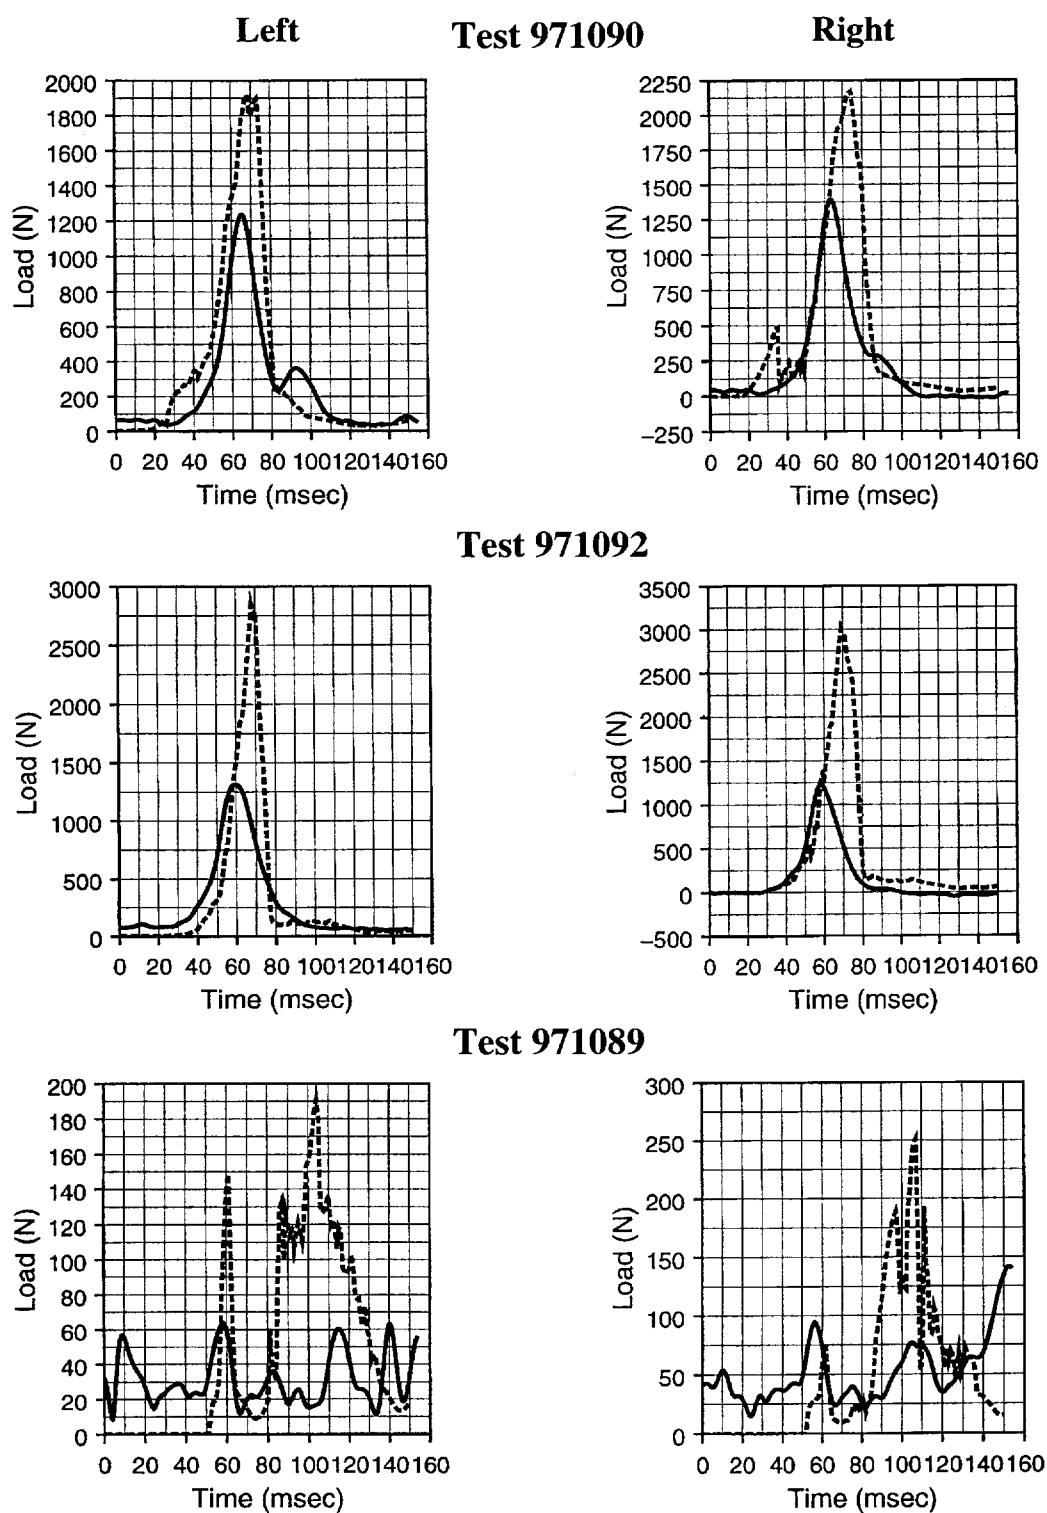 Left Test 971090 Right
2000
1800
1600
1400
1200
1000
800
600
400
200
0
Load (N)
0 20 40 60 80 100120140160
Time (msec)
2250
2000
1750
1500
1250
1000
750
500
250
0
−250
Load (N)
0 20 40 60 80 100120140160
Time (msec)
Test 971092
3000
2500
2000
1500
1000
500
0
Load (N)
0 20 40 60 80 100120140160
Time (msec)
3500
3000
2500
2000
1500
1000
500
0
−500
Load (N)
0 20 40 60 80 100120140160
Time (msec)
Test 971089
200
180
160
140
120
100
80
60
40
20
0
Load (N)
0 20 40 60 80 100120140160
Time (msec)
300
250
200
150
100
50
0
Load (N)
0 20 40 60 80 100120140160
Time (msec)